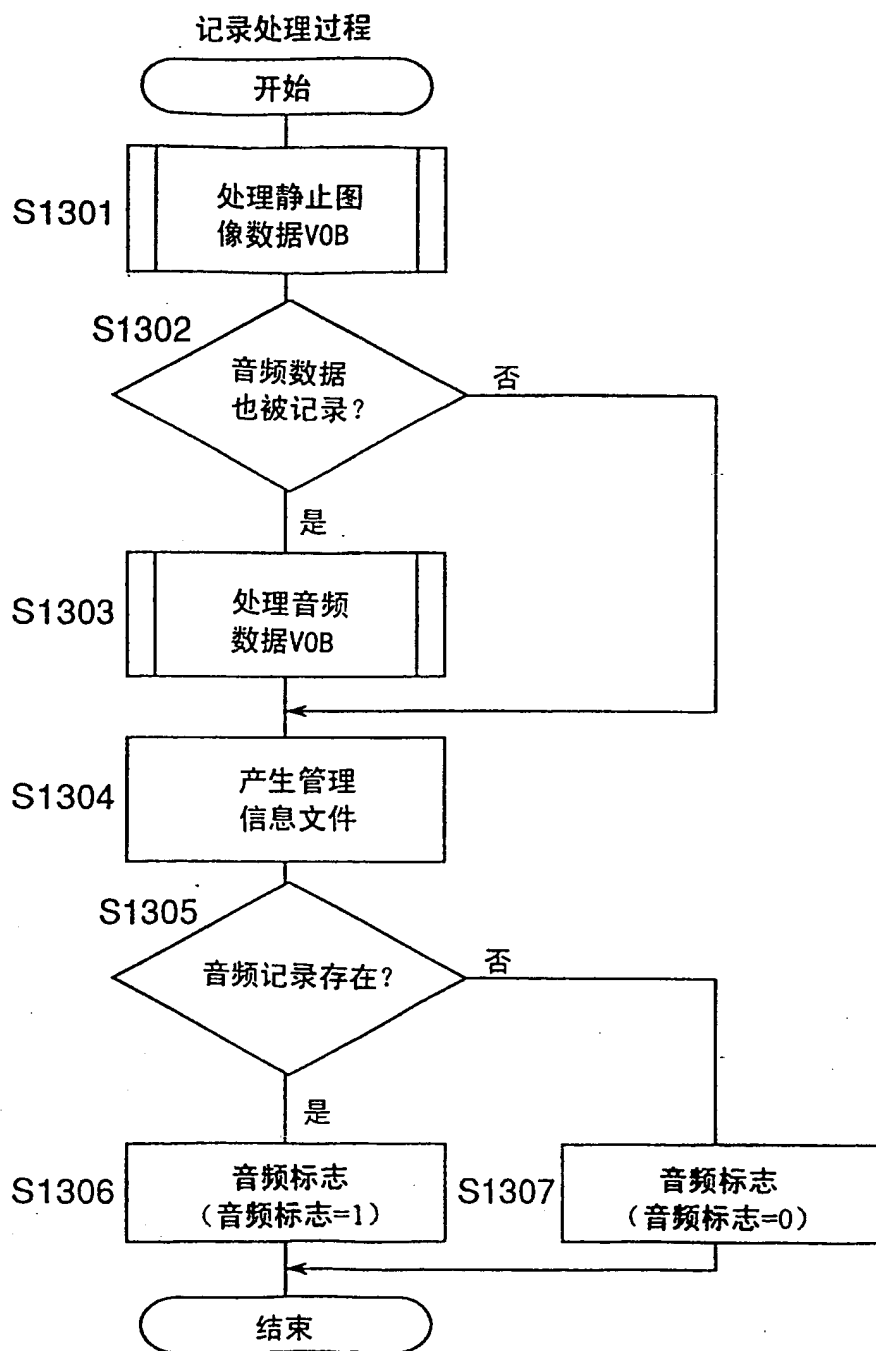 记录处理过程
开始
S1301
处理静止图
像数据VOB
S1302
音频数据
也被记录?
否
是
S1303
处理音频
数据VOB
S1304
产生管理
信息文件
S1305
音频记录存在?
否
是
S1306
音频标志
(音频标志=1)
S1307
音频标志
(音频标志=0)
结束